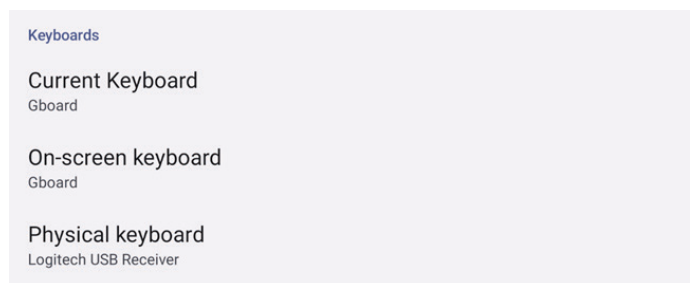 Keyboards
Current Keyboard
Gboard
On-screen keyboard
Gboard
Physical keyboard
Logitech USB Receiver